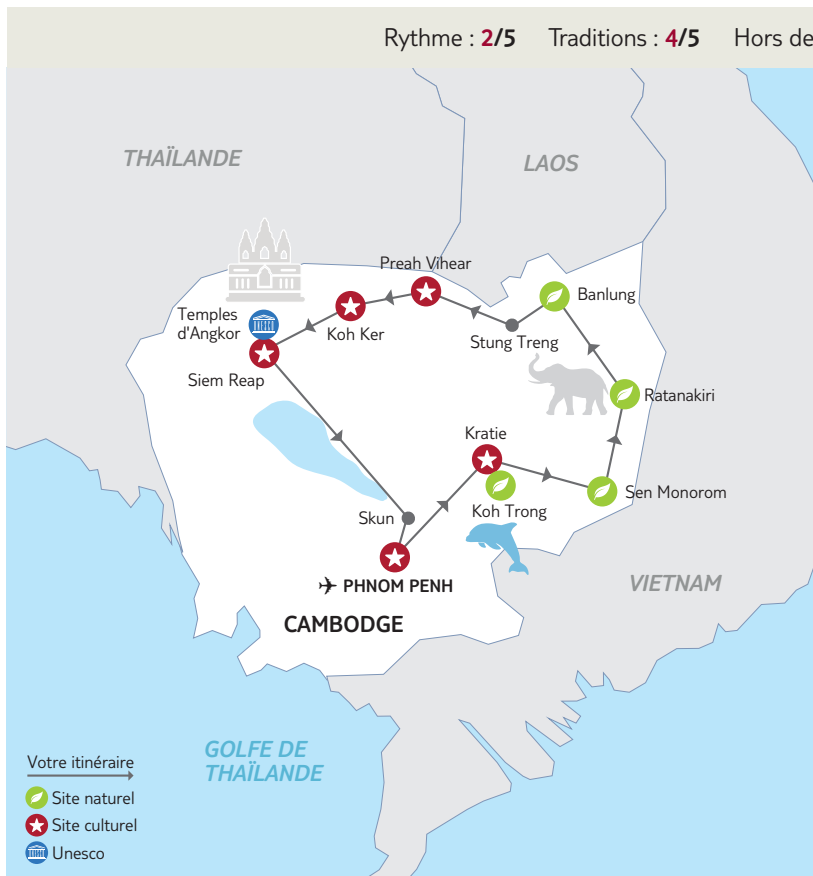 Rythme : 2/5 Traditions : 4/5 Hors de
THAÏLANDE
LAOS
Preah Vihear
Banlung
Temples
d'Angkor
Koh Ker
Stung Treng
Siem Reap
Ratanakiri
Kratie
Sen Monorom
Koh Trong
Skun
PHNOM PENH
VIETNAM
CAMBODGE
GOLFE DE
THAÏLANDE
Votre itinéraire
Site naturel
Site culturel
Unesco